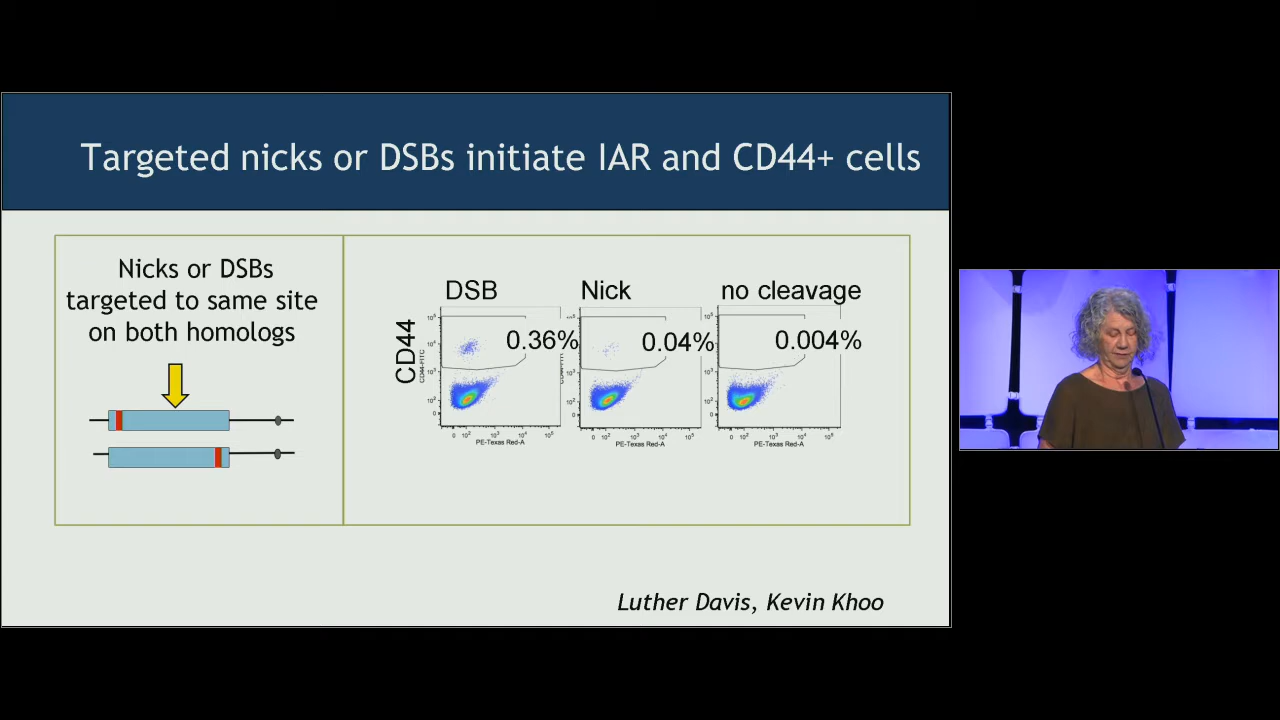 Targeted nicks or DSBs initiate IAR and CD44+ cells
Nicks or DSBs
targeted to same site
on both homologs
DSB
Nick
no cleavage
CD44
CD44-FITC
0.36%
0.04%
0.004%
PE-Texas Red-A
PE-Texas Red-A
PE-Texas Red-A
Luther Davis, Kevin Khoo